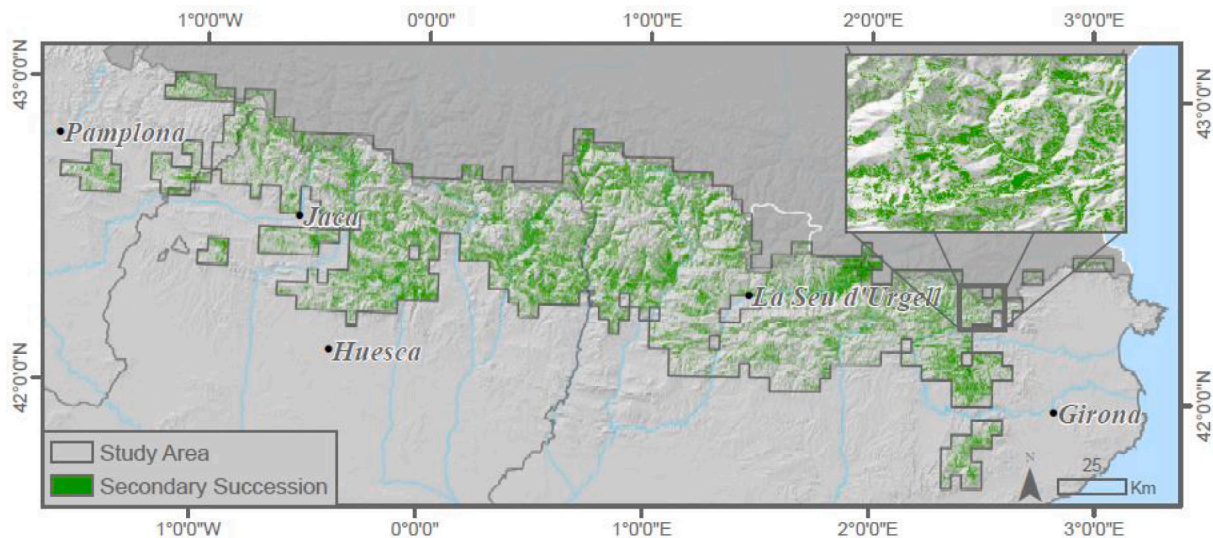 1°0'0"W 0°0'0" 1°0'0"E 2°0'0"E 3°0'0"E
43°0'0"N
43°0'0"N
Pamplona
Jaca
La Seu d'Urgell
Huesca
42°0'0"N
42°0'0"N
Girona
Study Area
Secondary Succession
N
25
Km
1°0'0"W 0°0'0" 1°0'0"E 2°0'0"E 3°0'0"E